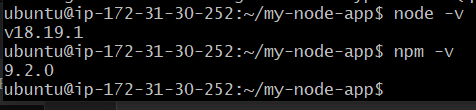 ubuntu@ip-172-31-30-252:~/my-node-app$ node -v
v18.19.1
ubuntu@ip-172-31-30-252:~/my-node-app$ npm -v
9.2.0
ubuntu@ip-172-31-30-252:~/my-node-app$